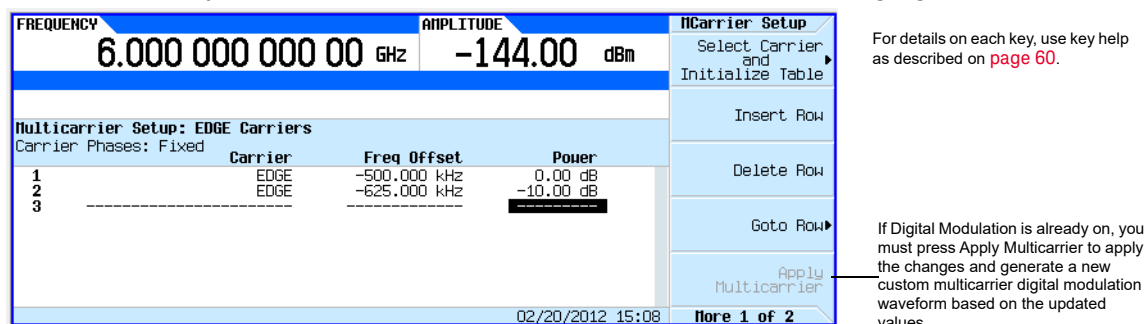 FREQUENCY AMPLITUDE
6.000 000 000 00 GHz -144.00 dBm
Multicarrier Setup: EDGE Carriers
Carrier Phases: Fixed
Carrier Freq Offset Power
1 EDGE -500.000 kHz 0.00 dB
2 EDGE -625.000 kHz -10.00 dB
3 ----------------------- ------------- ---------
02/20/2012 15:08
MCarrier Setup
Select Carrier
and
Initialize Table
Insert Row
Delete Row
Goto Row
Apply
Multicarrier
More 1 of 2
For details on each key, use key help
as described on page 60.
If Digital Modulation is already on, you
must press Apply Multicarrier to apply
the changes and generate a new
custom multicarrier digital modulation
waveform based on the updated
values